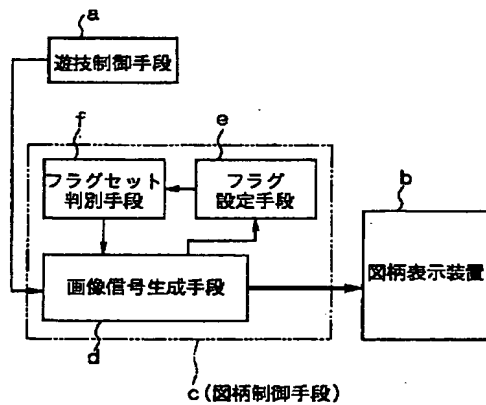 a
遊技制御手段
f
e
フラグセット
判別手段
フラグ
設定手段
b
画像信号生成手段
図柄表示装置
d
c(図柄制御手段)